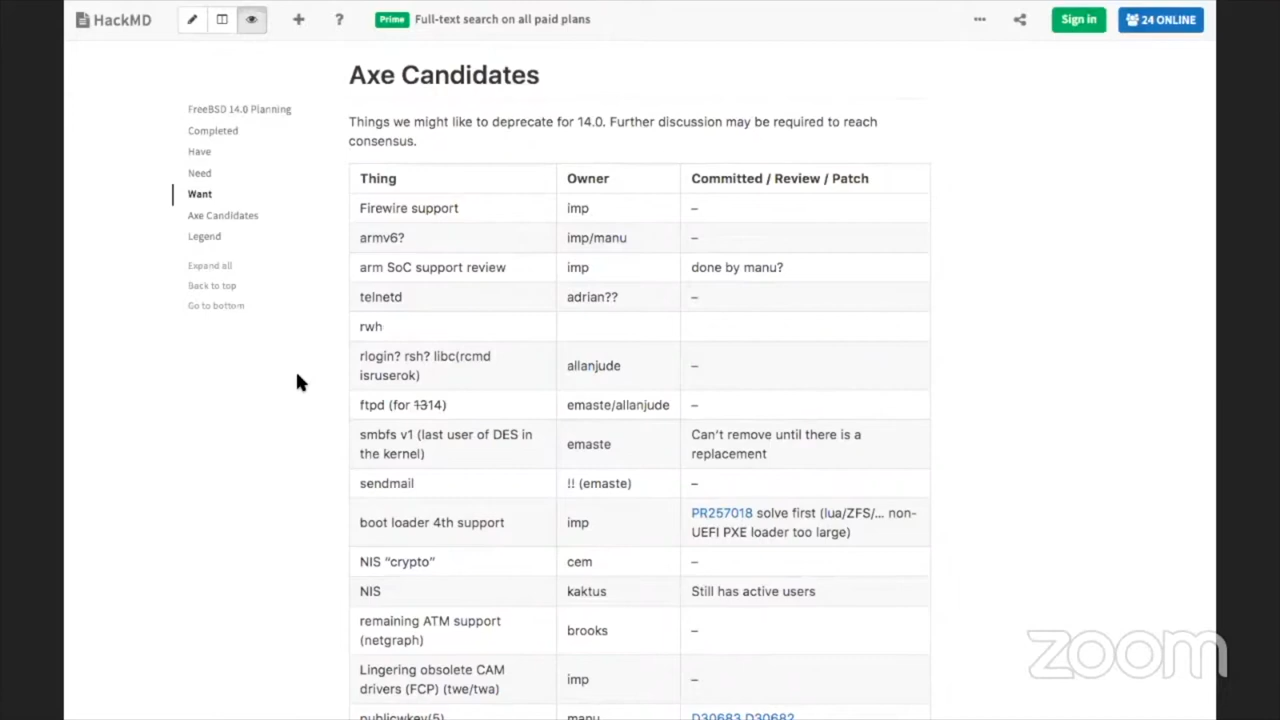 HackMD
Prime Full-text search on all paid plans
Sign in
24 ONLINE
FreeBSD 14.0 Planning
Completed
Have
Need
Want
Axe Candidates
Legend
Expall all
Back to top
Go to bottom
Axe Candidates
Things we might like to deprecate for 14.0. Further discussion may be required to reach
consensus.
Thing Owner Committed / Review / Patch
Firewire support imp –
armv6? imp/manu –
arm SoC support review imp done by manu?
telnetd adrian?? –
rwh
rlogin? rsh? libc(rcmd
isruserok) allanjude –
ftpd (for 1314) emaste/allanjude –
smbfs v1 (last user of DES in
the kernel) emaste Can't remove until there is a
replacement
sendmail !! (emaste) –
boot loader 4th support imp PR257018 solve first (lua/ZFS/... non-
UEFI PXE loader too large)
NIS “crypto” cem –
NIS kaktus Still has active users
remaining ATM support
(netgraph) brooks –
Lingering obsolete CAM
drivers (FCP) (twe/twa) imp –
publicwkey(5) manu D30683 D30682
zoom